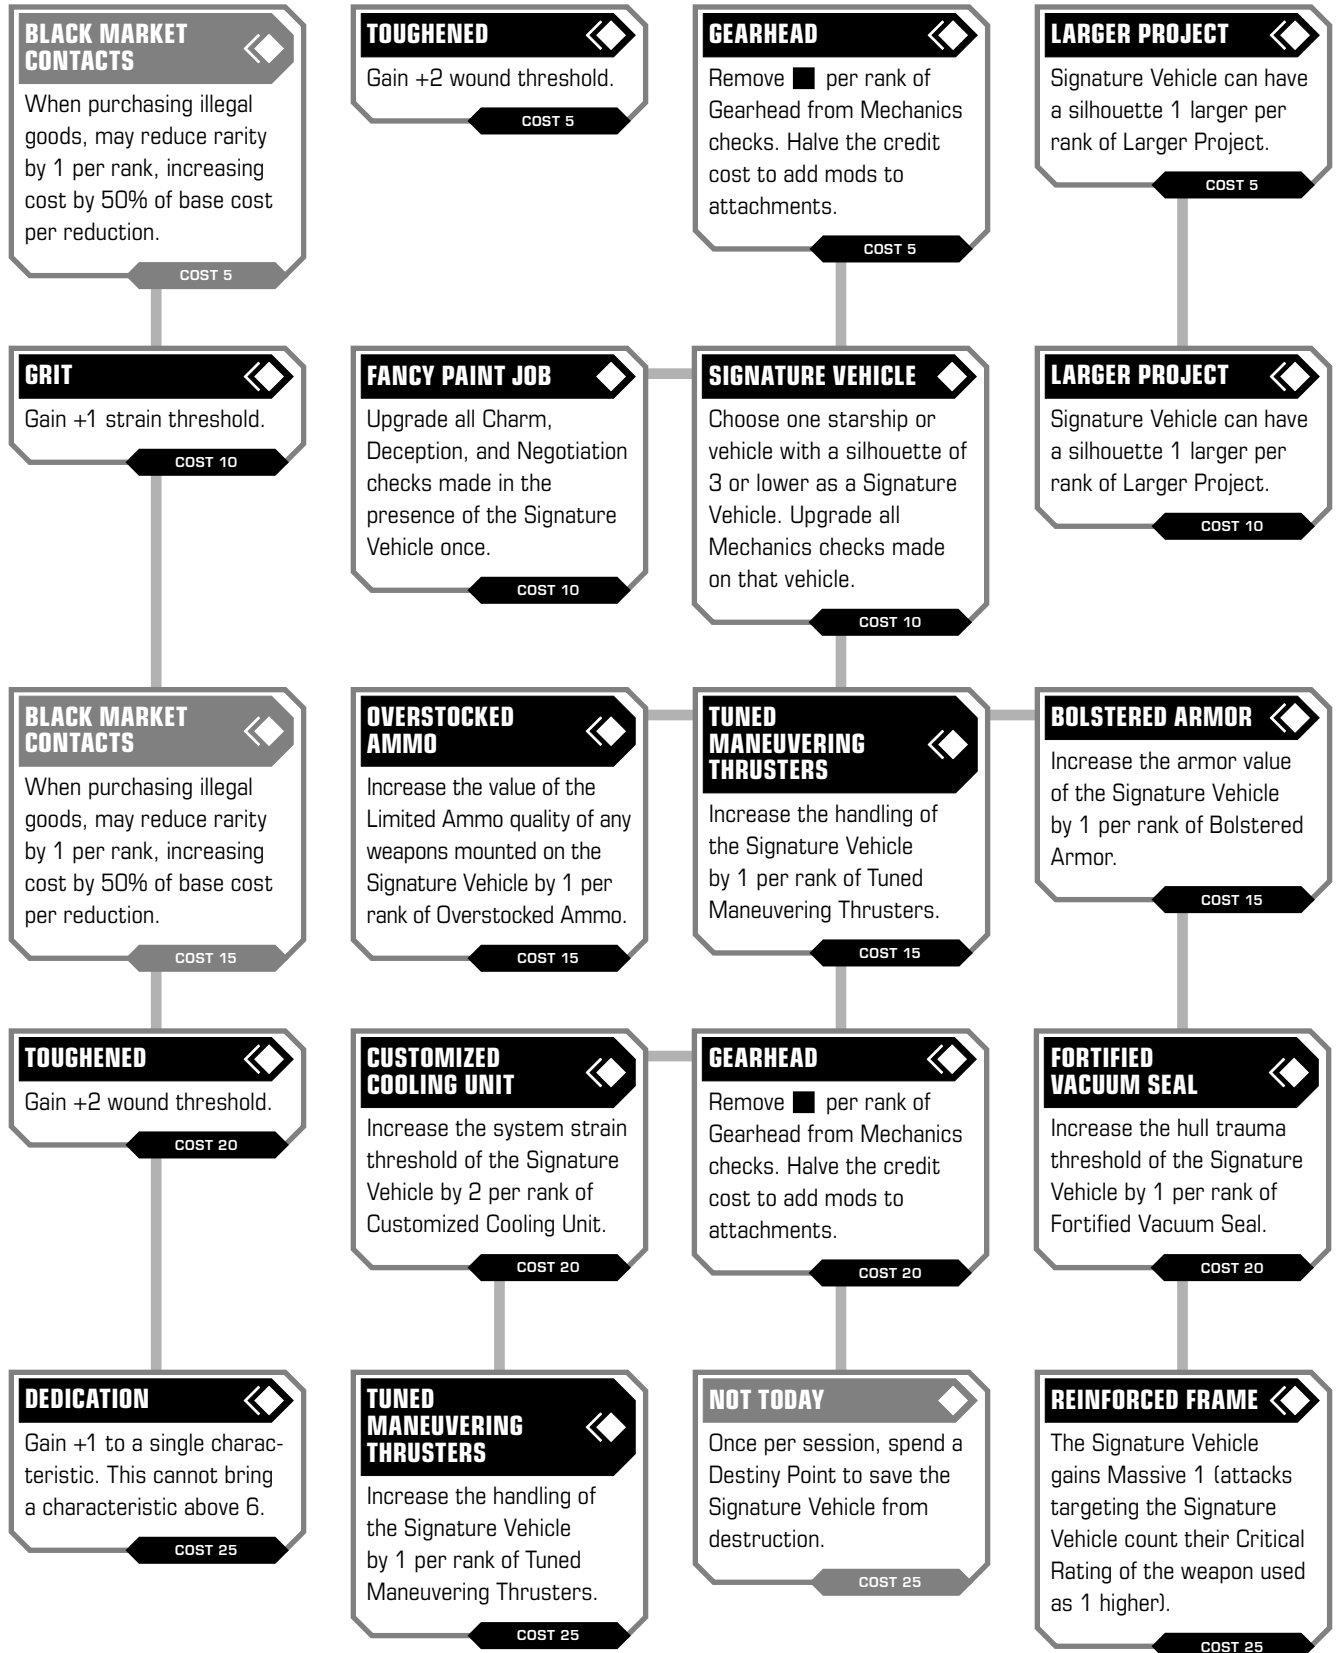 BLACK MARKET
CONTACTS
When purchasing illegal
goods, may reduce rarity
by 1 per rank, increasing
cost by 50% of base cost
per reduction.
COST 5
TOUGHENED
Gain +2 wound threshold.
COST 5
GEARHEAD
Remove per rank of
Gearhead from Mechanics
checks. Halve the credit
cost to add mods to
attachments.
COST 5
LARGER PROJECT
Signature Vehicle can have
a silhouette 1 larger per
rank of Larger Project.
COST 5
GRIT
Gain +1 strain threshold.
COST 10
FANCY PAINT JOB
Upgrade all Charm,
Deception, and Negotiation
checks made in the
presence of the Signature
Vehicle once.
COST 10
SIGNATURE VEHICLE
Choose one starship or
vehicle with a silhouette of
3 or lower as a Signature
Vehicle. Upgrade all
Mechanics checks made
on that vehicle.
COST 10
LARGER PROJECT
Signature Vehicle can have
a silhouette 1 larger per
rank of Larger Project.
COST 10
BLACK MARKET
CONTACTS
When purchasing illegal
goods, may reduce rarity
by 1 per rank, increasing
cost by 50% of base cost
per reduction.
COST 15
OVERSTOCKED
AMMO
Increase the value of the
Limited Ammo quality of any
weapons mounted on the
Signature Vehicle by 1 per
rank of Overstocked Ammo.
COST 15
TUNED
MANEUVERING
THRUSTERS
Increase the handling of
the Signature Vehicle
by 1 per rank of Tuned
Maneuvering Thrusters.
COST 15
BOLSTERED ARMOR
Increase the armor value
of the Signature Vehicle
by 1 per rank of Bolstered
Armor.
COST 15
TOUGHENED
Gain +2 wound threshold.
COST 20
CUSTOMIZED
COOLING UNIT
Increase the system strain
threshold of the Signature
Vehicle by 2 per rank of
Customized Cooling Unit.
COST 20
GEARHEAD
Remove per rank of
Gearhead from Mechanics
checks. Halve the credit
cost to add mods to
attachments.
COST 20
FORTIFIED
VACUUM SEAL
Increase the hull trauma
threshold of the Signature
Vehicle by 1 per rank of
Fortified Vacuum Seal.
COST 20
DEDICATION
Gain +1 to a single charac-
teristic. This cannot bring
a characteristic above 6.
COST 25
TUNED
MANEUVERING
THRUSTERS
Increase the handling of
the Signature Vehicle
by 1 per rank of Tuned
Maneuvering Thrusters.
COST 25
NOT TODAY
Once per session, spend a
Destiny Point to save the
Signature Vehicle from
destruction.
COST 25
REINFORCED FRAME
The Signature Vehicle
gains Massive 1 (attacks
targeting the Signature
Vehicle count their Critical
Rating of the weapon used
as 1 higher).
COST 25